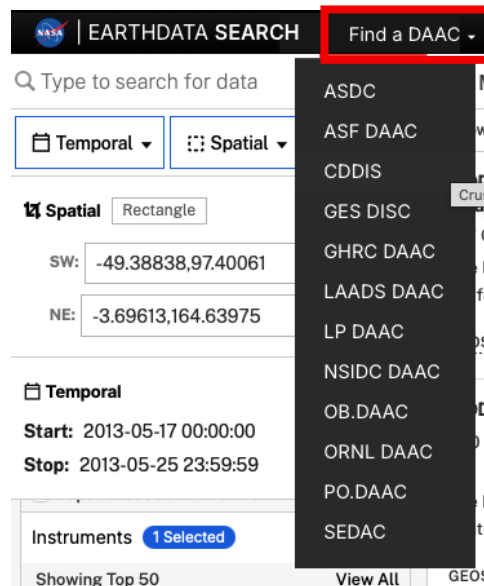 NASA
EARTHDATA SEARCH
Find a DAAC
Type to search for data
Temporal
Spatial
Spatial Rectangle
SW: -49.38838,97.40061
NE: -3.69613,164.63975
Temporal
Start: 2013-05-17 00:00:00
Stop: 2013-05-25 23:59:59
Instruments 1 Selected
Showing Top 50 View All
ASDC
ASF DAAC
CDDIS
GES DISC
GHRC DAAC
LAADS DAAC
LP DAAC
NSIDC DAAC
OB.DAAC
ORNL DAAC
PO.DAAC
SEDAC